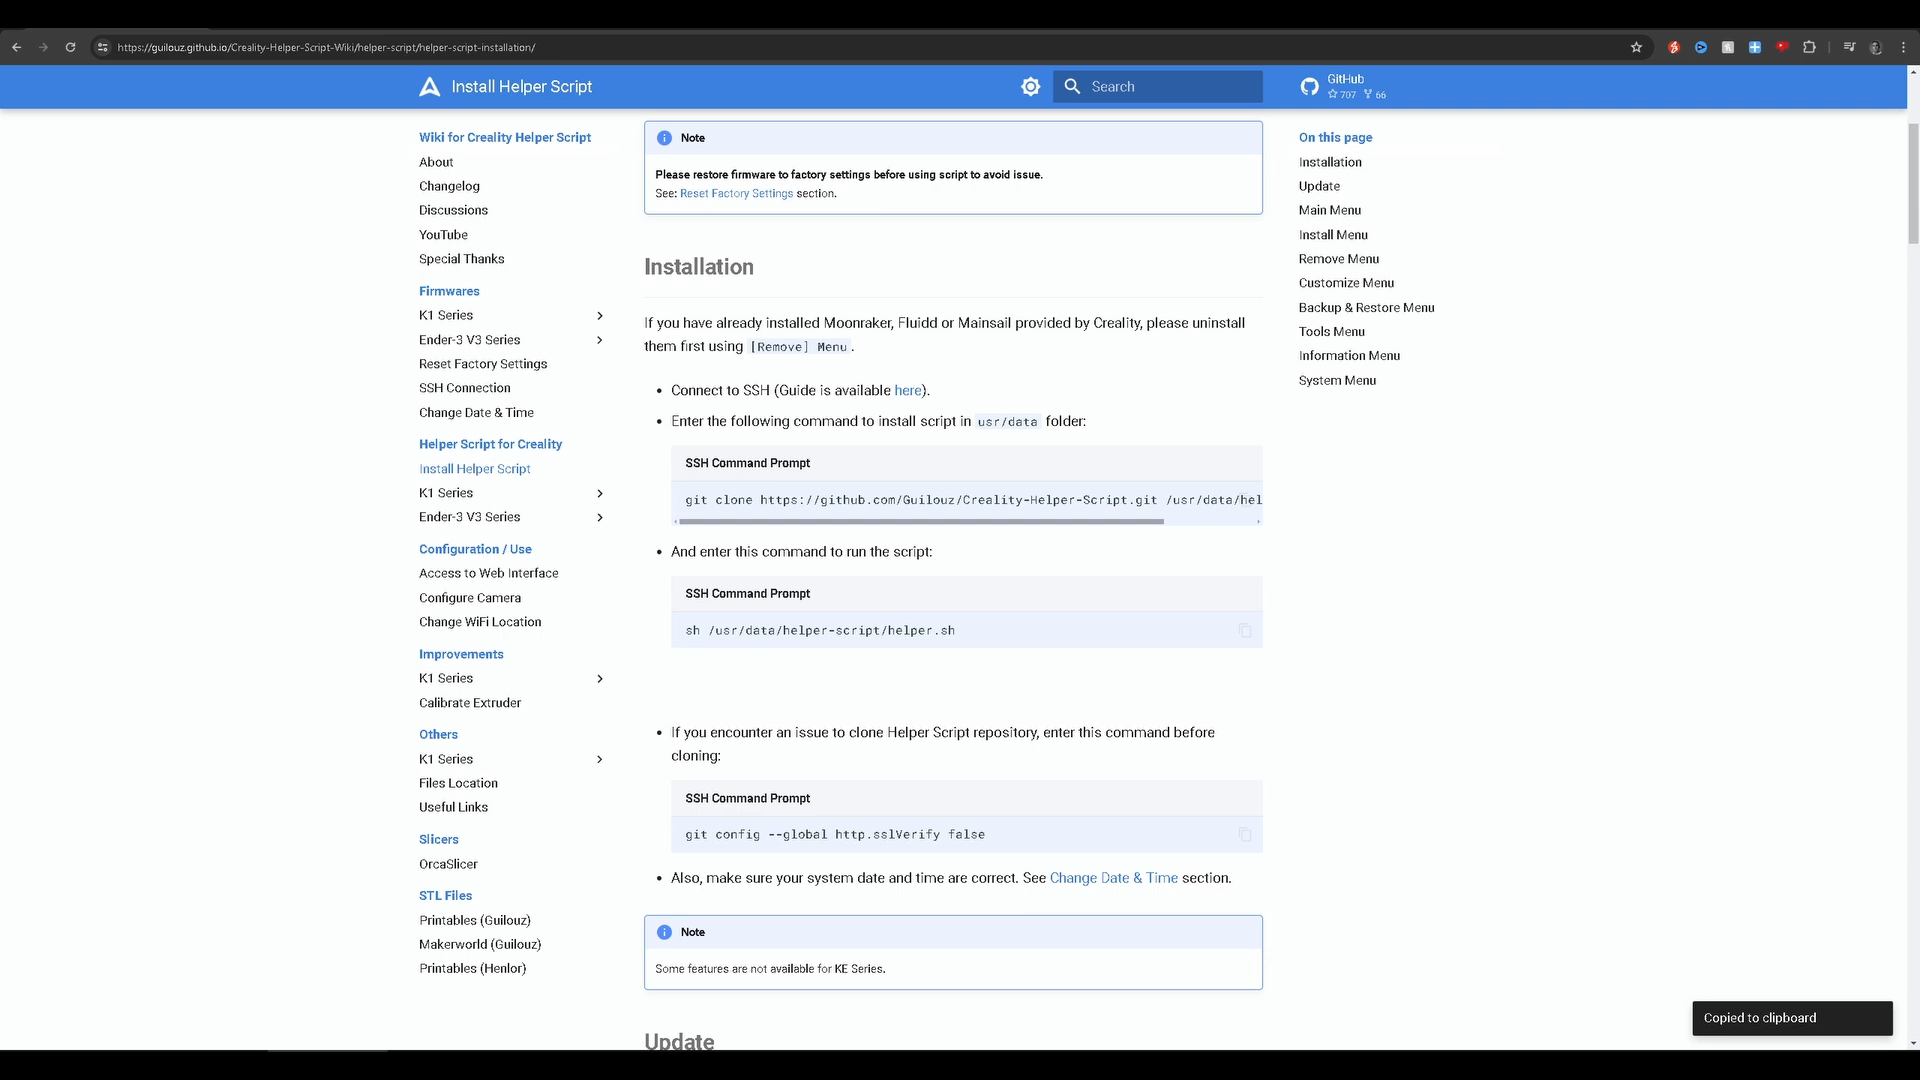 https://guilouz.github.io/Creality-Helper-Script-Wiki/helper-script/helper-script-installation/
Install Helper Script
Search
GitHub
707 66
Wiki for Creality Helper Script
About
Changelog
Discussions
YouTube
Special Thanks
Firmwares
K1 Series
Ender-3 V3 Series
Reset Factory Settings
SSH Connection
Change Date & Time
Helper Script for Creality
Install Helper Script
K1 Series
Ender-3 V3 Series
Configuration / Use
Access to Web Interface
Configure Camera
Change WiFi Location
Improvements
K1 Series
Calibrate Extruder
Others
K1 Series
Files Location
Useful Links
Slicers
OrcaSlicer
STL Files
Printables (Guilouz)
Makerworld (Guilouz)
Printables (Henlor)
Note
Please restore firmware to factory settings before using script to avoid issue.
See: Reset Factory Settings section.
Installation
If you have already installed Moonraker, Fluidd or Mainsail provided by Creality, please uninstall
them first using [Remove] Menu.
• Connect to SSH (Guide is available here).
• Enter the following command to install script in usr/data folder:
SSH Command Prompt
git clone https://github.com/Guilouz/Creality-Helper-Script.git /usr/data/hel
• And enter this command to run the script:
SSH Command Prompt
sh /usr/data/helper-script/helper.sh
• If you encounter an issue to clone Helper Script repository, enter this command before
cloning:
SSH Command Prompt
git config --global http.sslVerify false
• Also, make sure your system date and time are correct. See Change Date & Time section.
Note
Some features are not available for KE Series.
Update
On this page
Installation
Update
Main Menu
Install Menu
Remove Menu
Customize Menu
Backup & Restore Menu
Tools Menu
Information Menu
System Menu
Copied to clipboard